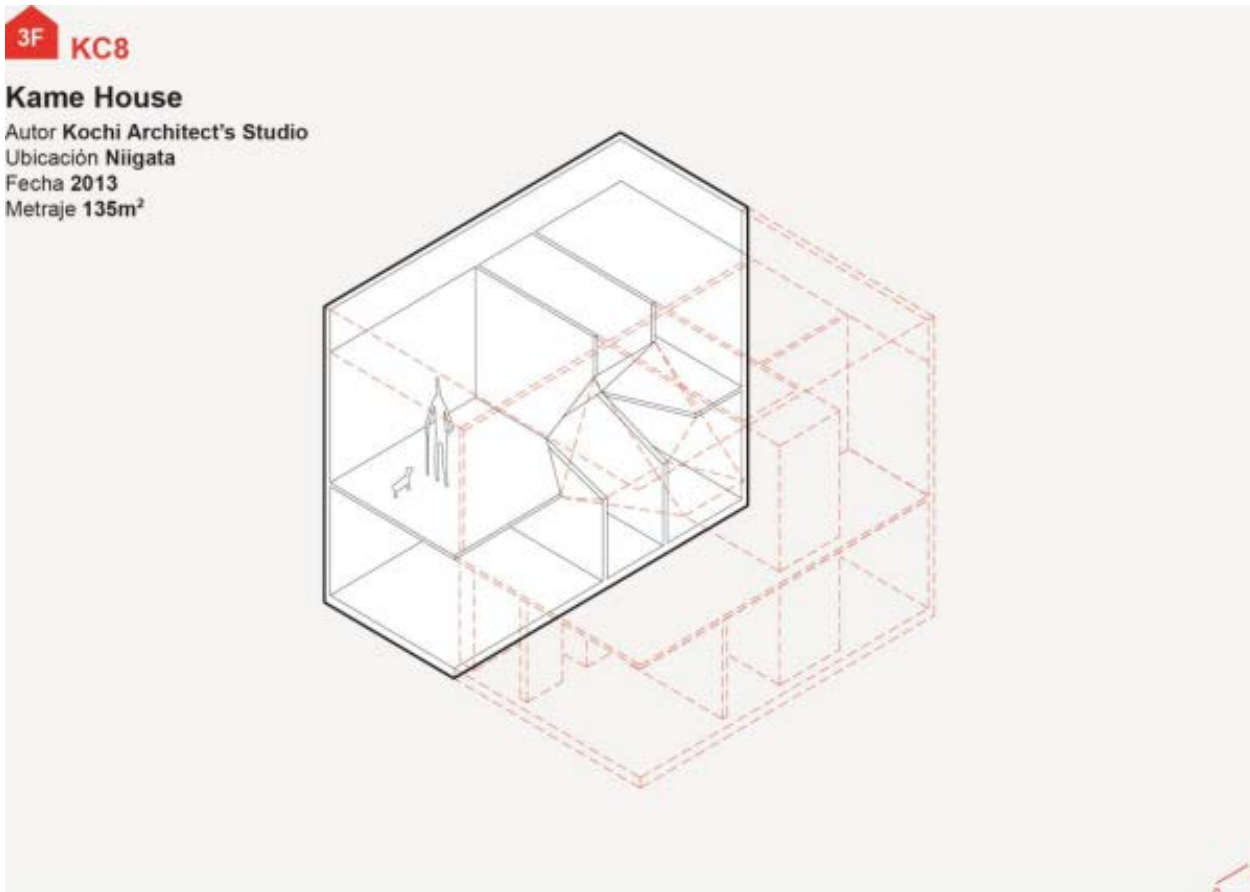 3F KC8
Kame House
Autor Kochi Architect's Studio
Ubicación Niigata
Fecha 2013
Metraje 135m²